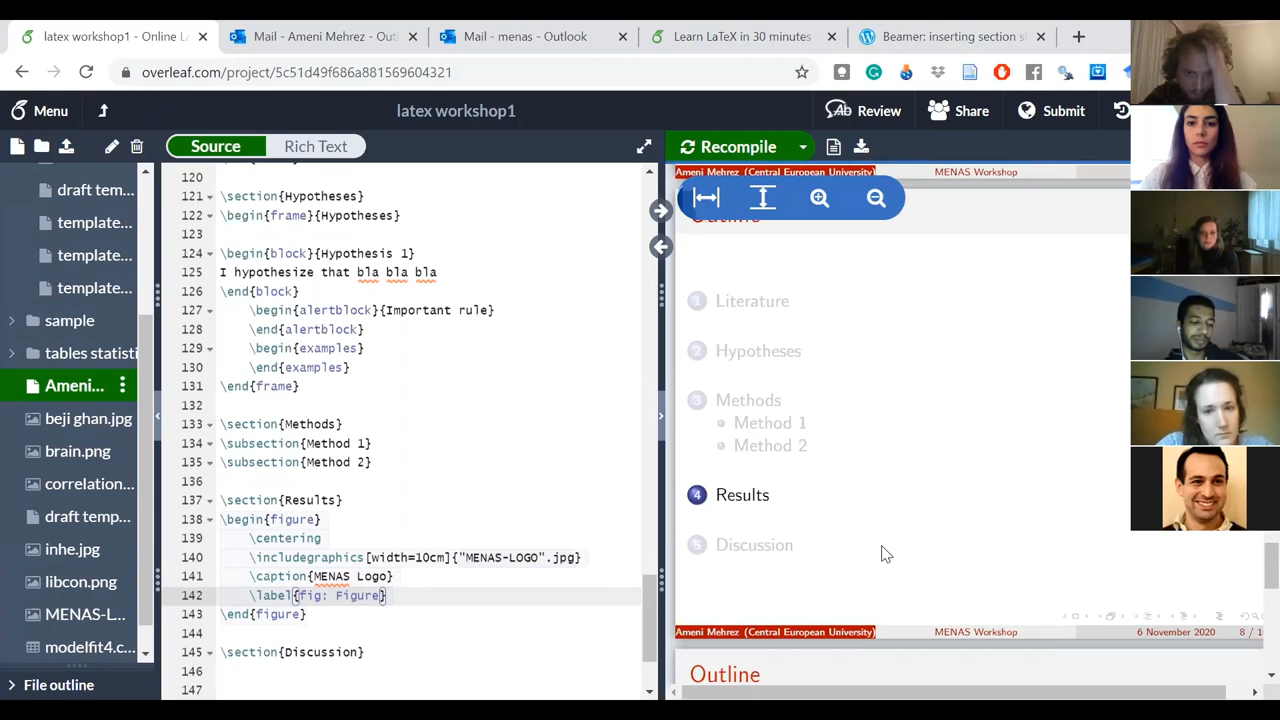 latex workshop1 - Online L
Mail - Ameni Mehrez - Out
Mail - menas - Outlook
Learn LaTeX in 30 minutes
Beamer: inserting section s
overleaf.com/project/5c51d49f686a881569604321
Menu
latex workshop1
Review
Share
Submit
Source
Rich Text
Recompile
draft tem...
template...
template...
template...
sample
tables statisti
Ameni...
beji ghan.jpg
brain.png
correlation...
draft temp...
inhe.jpg
libcon.png
MENAS-L...
modelfit4.c...
File outline
120
121 \section{Hypotheses}
122 \begin{frame}{Hypotheses}
123
124 \begin{block}{Hypothesis 1}
125 I hypothesize that bla bla bla
126 \end{block}
127 \begin{alertblock}{Important rule}
128 \end{alertblock}
129 \begin{examples}
130 \end{examples}
131 \end{frame}
132
133 \section{Methods}
134 \subsection{Method 1}
135 \subsection{Method 2}
136
137 \section{Results}
138 \begin{figure}
139 \centering
140 \includegraphics[width=10cm]{"MENAS-LOGO".jpg}
141 \caption{MENAS Logo}
142 \label{fig: Figure}
143 \end{figure}
144
145 \section{Discussion}
146
147
Ameni Mehrez (Central European University) MENAS Workshop
1 Literature
2 Hypotheses
3 Methods
Method 1
Method 2
4 Results
5 Discussion
Ameni Mehrez (Central European University) MENAS Workshop 6 November 2020 8 / 1
Outline